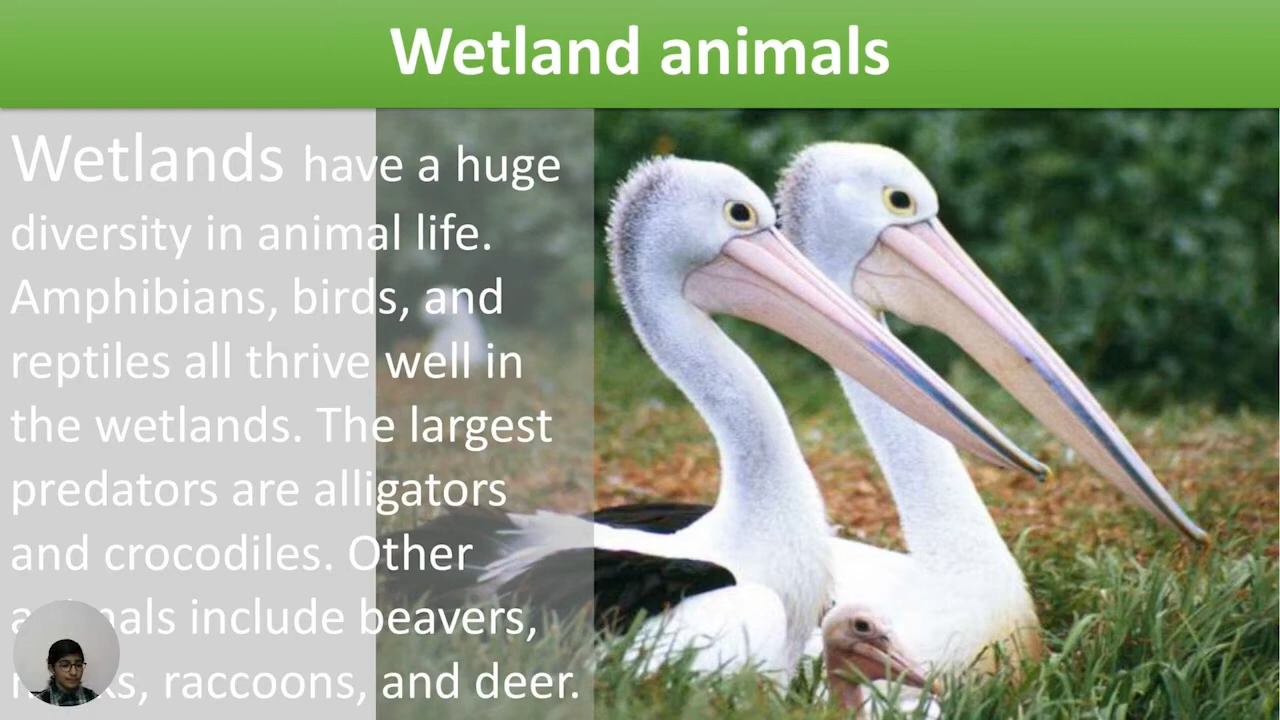 Wetland animals
Wetlands have a huge
diversity in animal life.
Amphibians, birds, and
reptiles all thrive well in
the wetlands. The largest
predators are alligators
and crocodiles. Other
include beavers,
raccoons, and deer.